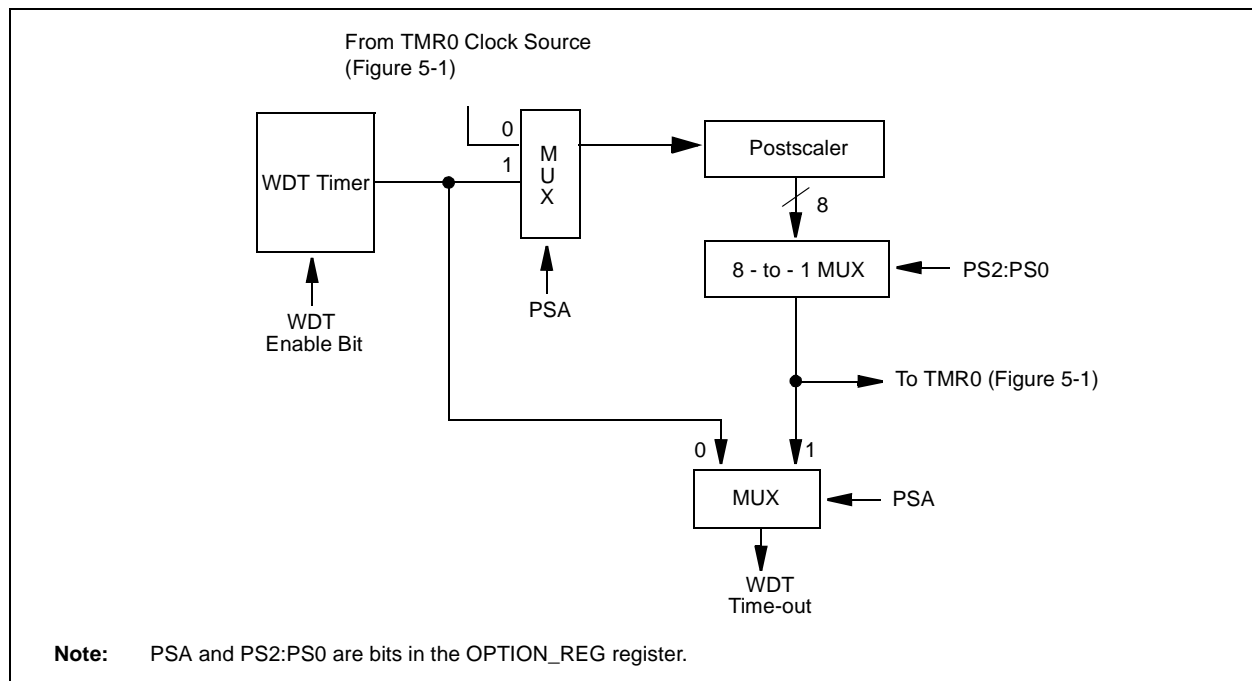 From TMR0 Clock Source
(Figure 5-1)
0
1
M
U
X
WDT Timer
Postscaler
8
8 - to - 1 MUX
PS2:PS0
PSA
WDT
Enable Bit
To TMR0 (Figure 5-1)
0
1
MUX
PSA
WDT
Time-out
Note: PSA and PS2:PS0 are bits in the OPTION_REG register.